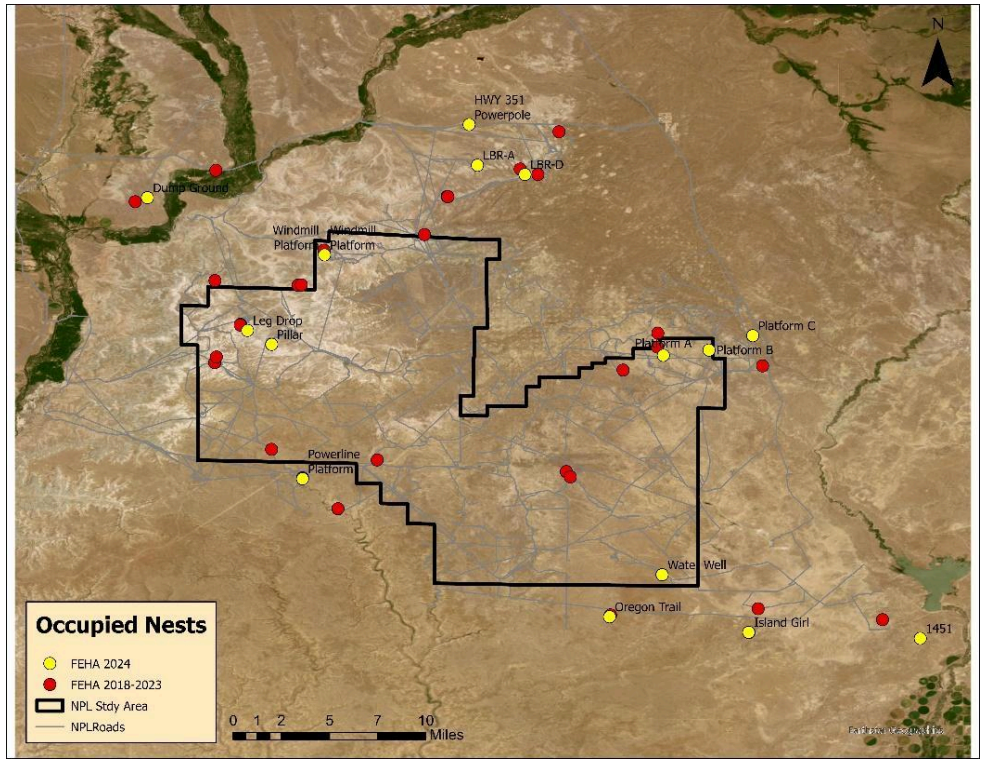 N
HWY 351
Powerpole
LBR-A
LBR-D
Dump Ground
Windmill
Platform
Windmill
Platform
Leg Drop
Pillar
Platform C
Platform A
Platform B
Powerline
Platform
Water Well
Oregon Trail
Island Girl
1451
Occupied Nests
FEHA 2024
FEHA 2018-2023
NPL Stdy Area
NPLRoads
0 1 2 5 7 10
Miles
Earthstar Geographics